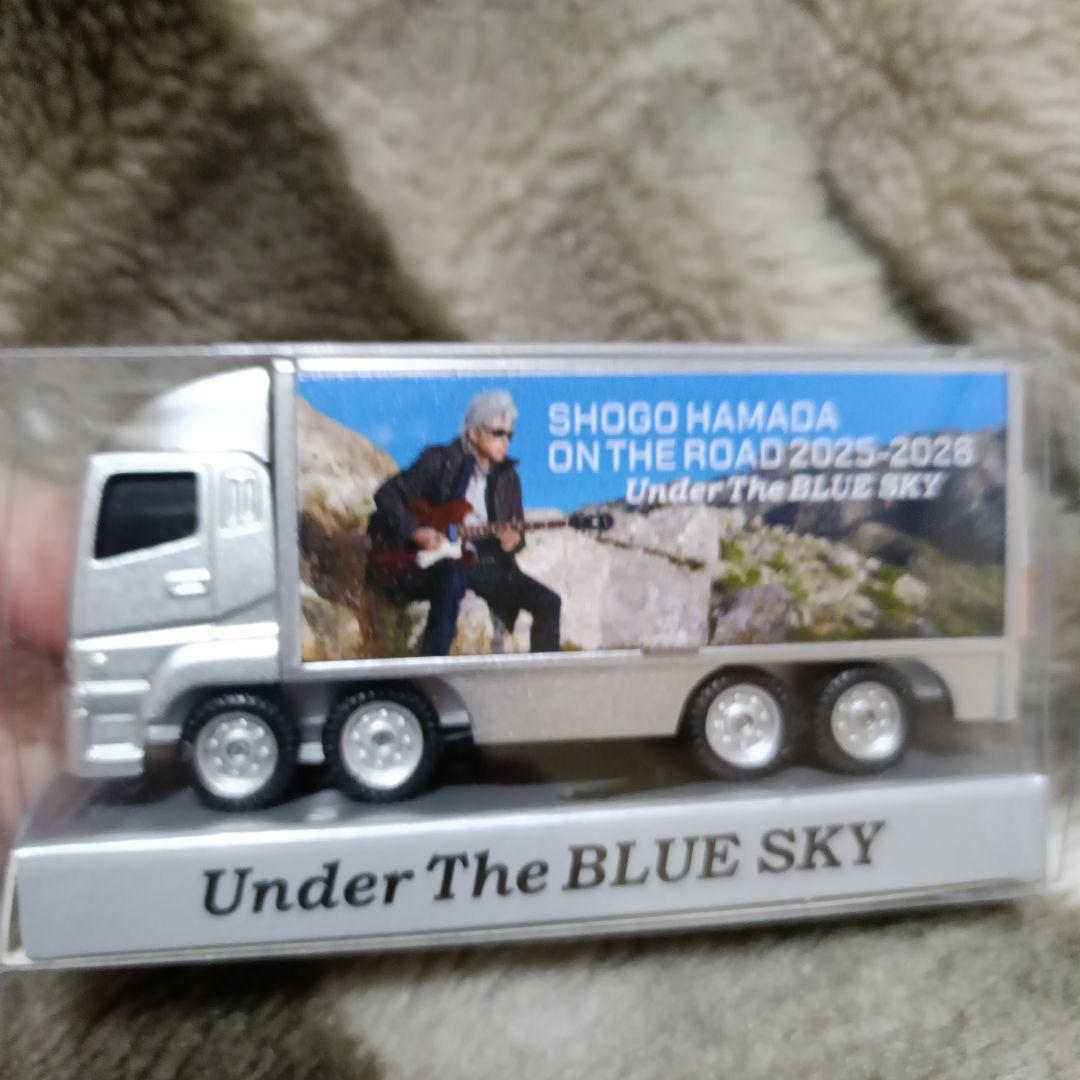 SHOGO HAMADA
ON THE ROAD 2025-2026
Under The BLUE SKY
Under The BLUE SKY